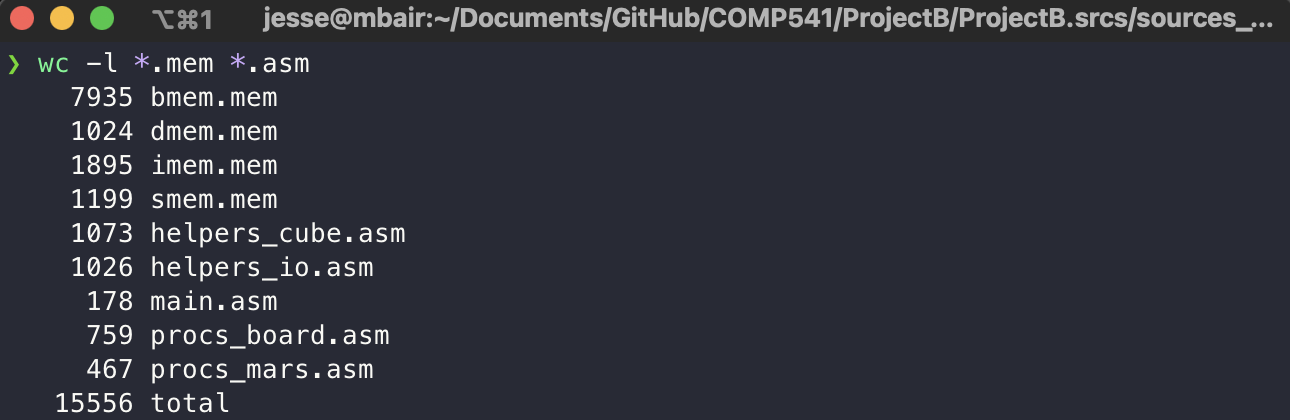 ⌥⌘1 jesse@mbair:~/Documents/GitHub/COMP541/ProjectB/ProjectB.srcs/sources_...
❯ wc -l *.mem *.asm
7935 bmem.mem
1024 dmem.mem
1895 imem.mem
1199 smem.mem
1073 helpers_cube.asm
1026 helpers_io.asm
178 main.asm
759 procs_board.asm
467 procs_mars.asm
15556 total